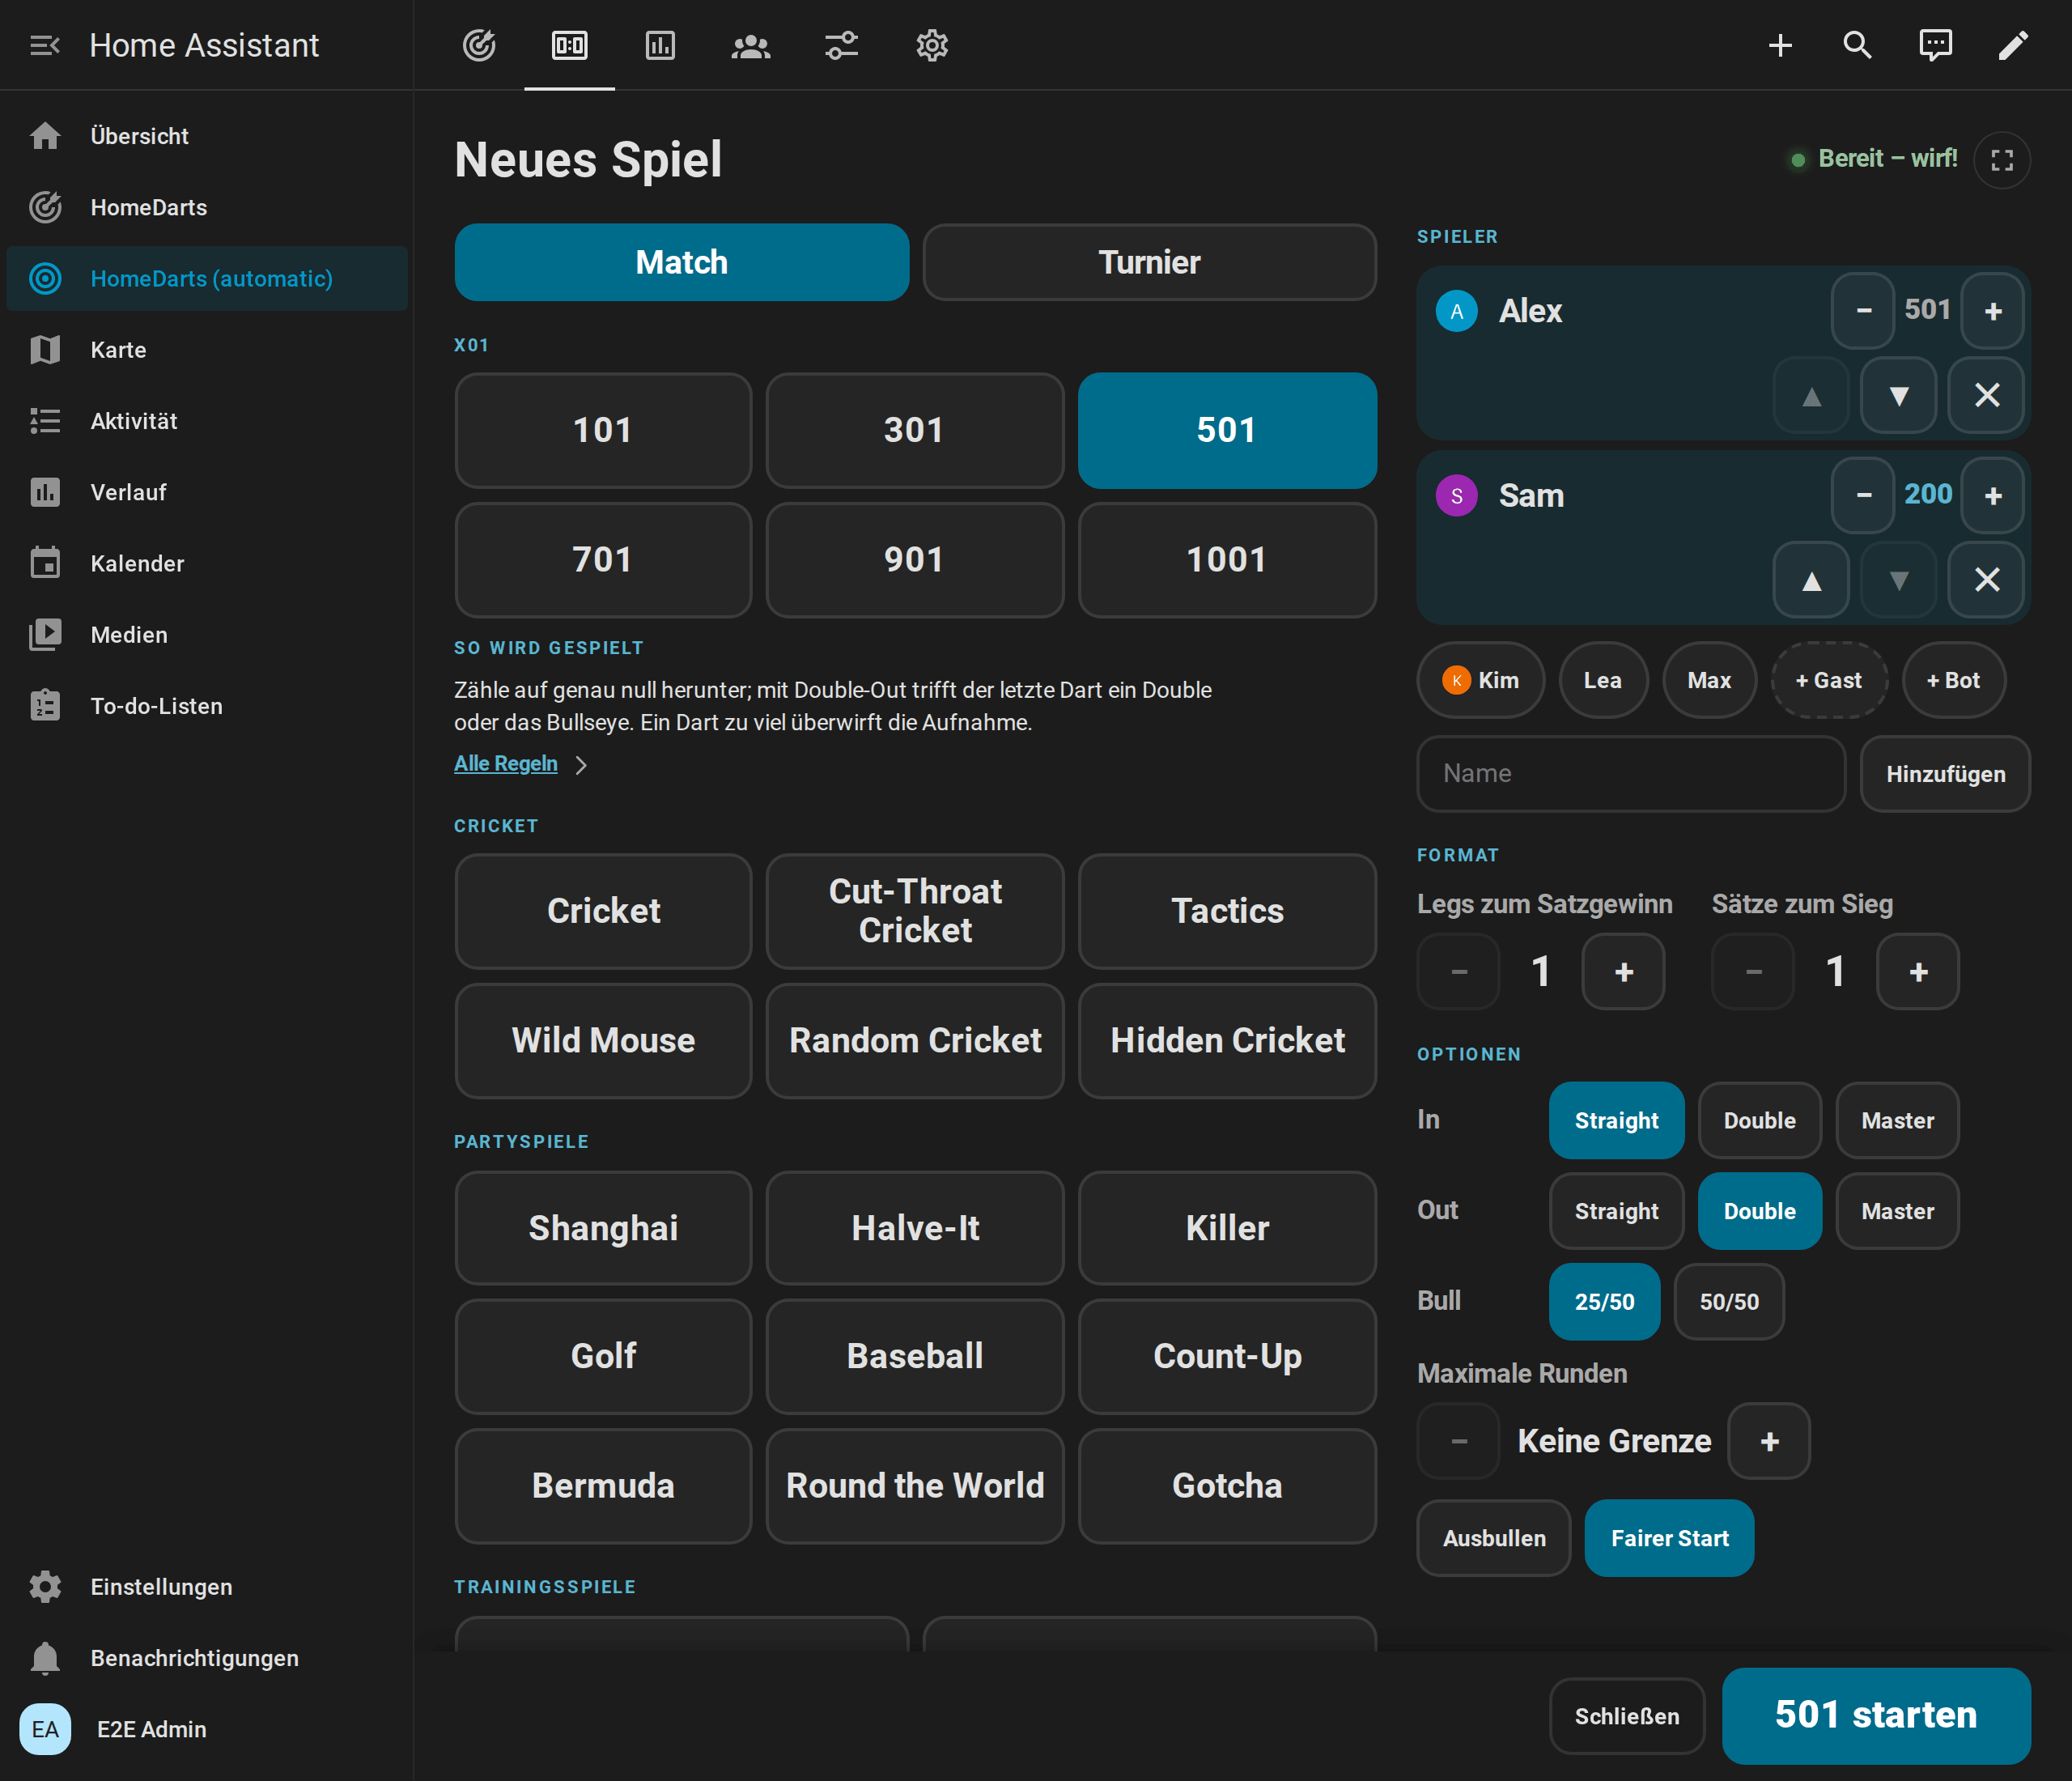 Home Assistant
Übersicht
HomeDarts
HomeDarts (automatic)
Karte
Aktivität
Verlauf
Kalender
Medien
To-do-Listen
Einstellungen
Benachrichtigungen
EA E2E Admin
Neues Spiel
Bereit – wirf!
Match
Turnier
X01
101
301
501
701
901
1001
SO WIRD GESPIELT
Zähle auf genau null herunter; mit Double-Out trifft der letzte Dart ein Double
oder das Bullseye. Ein Dart zu viel überwirft die Aufnahme.
Alle Regeln
CRICKET
Cricket
Cut-Throat
Cricket
Tactics
Wild Mouse
Random Cricket
Hidden Cricket
PARTYSPIELE
Shanghai
Halve-It
Killer
Golf
Baseball
Count-Up
Bermuda
Round the World
Gotcha
TRAININGSSPIELE
SPIELER
A Alex
− 501 +
▲ ▼ ✕
S Sam
− 200 +
▲ ▼ ✕
K Kim
Lea
Max
+ Gast
+ Bot
Name
Hinzufügen
FORMAT
Legs zum Satzgewinn
Sätze zum Sieg
− 1 +
− 1 +
OPTIONEN
In
Straight
Double
Master
Out
Straight
Double
Master
Bull
25/50
50/50
Maximale Runden
− Keine Grenze +
Ausbullen
Fairer Start
Schließen
501 starten